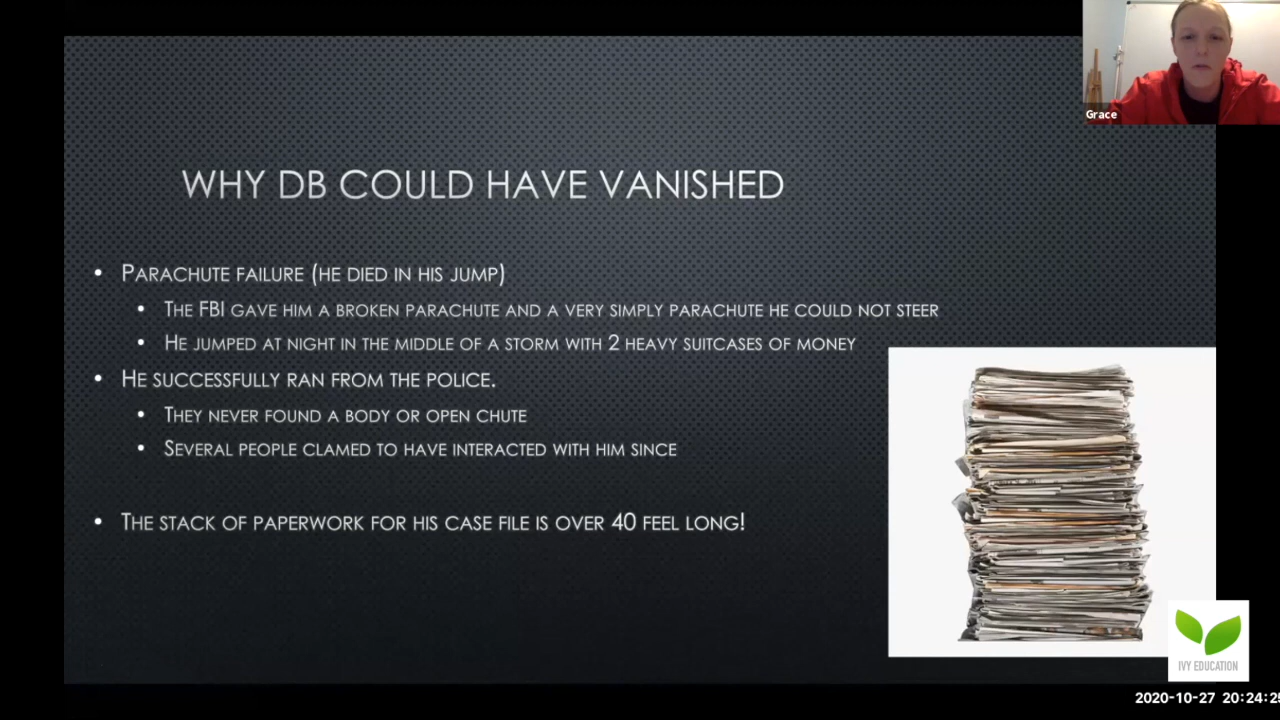 Grace
WHY DB COULD HAVE VANISHED
• PARACHUTE FAILURE (HE DIED IN HIS JUMP)
• THE FBI GAVE HIM A BROKEN PARACHUTE AND A VERY SIMPLY PARACHUTE HE COULD NOT STEER
• HE JUMPED AT NIGHT IN THE MIDDLE OF A STORM WITH 2 HEAVY SUITCASES OF MONEY
• HE SUCCESSFULLY RAN FROM THE POLICE.
• THEY NEVER FOUND A BODY OR OPEN CHUTE
• SEVERAL PEOPLE CLAMED TO HAVE INTERACTED WITH HIM SINCE
• THE STACK OF PAPERWORK FOR HIS CASE FILE IS OVER 40 FEEL LONG!
IVY EDUCATION
2020-10-27 20:24:2